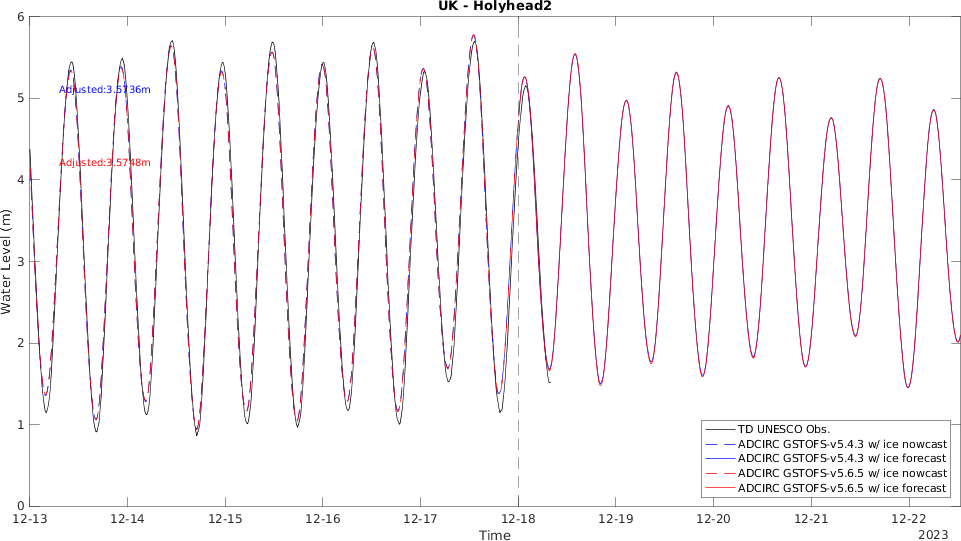 UK - Holyhead2
6
5
4
3
2
1
0
Water Level (m)
Adjusted:3.5736m
Adjusted:3.5748m
TD UNESCO Obs.
ADCIRC GSTOFS-v5.4.3 w/ ice nowcast
ADCIRC GSTOFS-v5.4.3 w/ ice forecast
ADCIRC GSTOFS-v5.6.5 w/ ice nowcast
ADCIRC GSTOFS-v5.6.5 w/ ice forecast
12-13 12-14 12-15 12-16 12-17 12-18 12-19 12-20 12-21 12-22
Time
2023